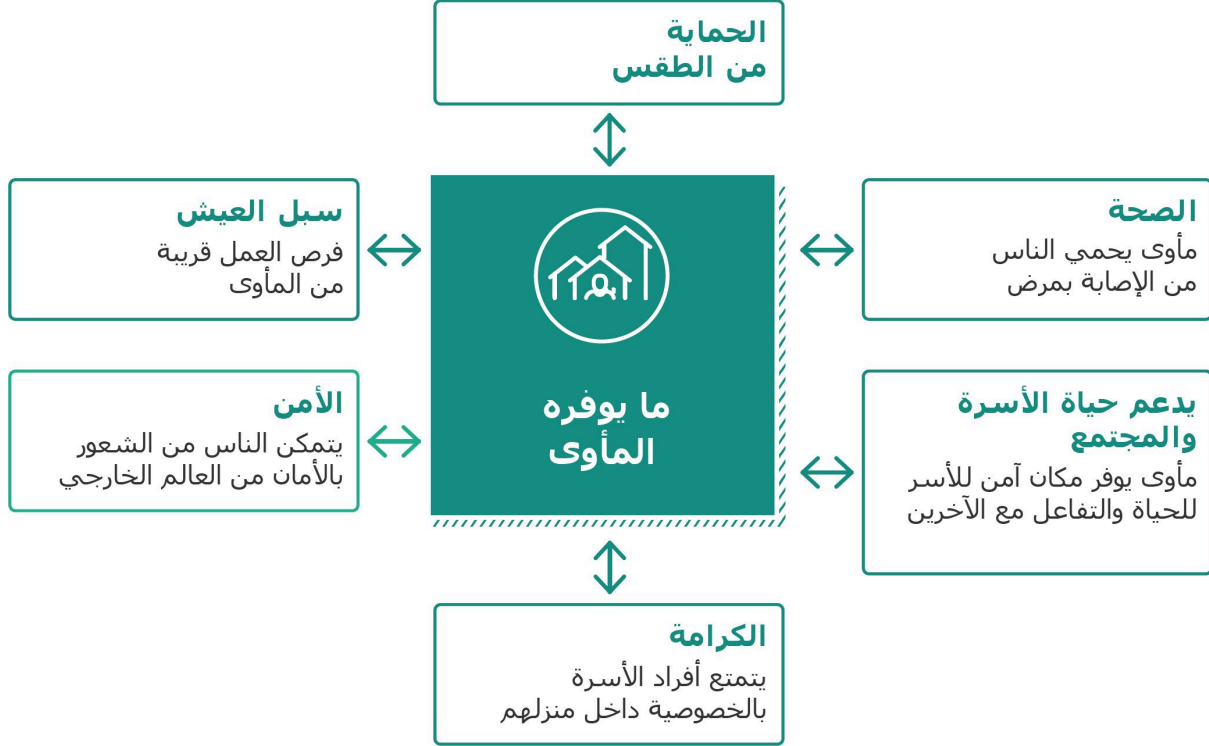 الحماية
من الطقس
الصحة
مأوى يحمي الناس
من الإصابة بمرض
سبل العيش
فرص العمل قريبة
من المأوى
ما يوفره
المأوى
يدعم حياة الأسرة
والمجتمع
مأوى يوفر مكان آمن للأسر
للحياة والتفاعل مع الآخرين
الأمن
يتمكن الناس من الشعور
بالأمان من العالم الخارجي
الكرامة
يتمتع أفراد الأسرة
بالخصوصية داخل منزلهم